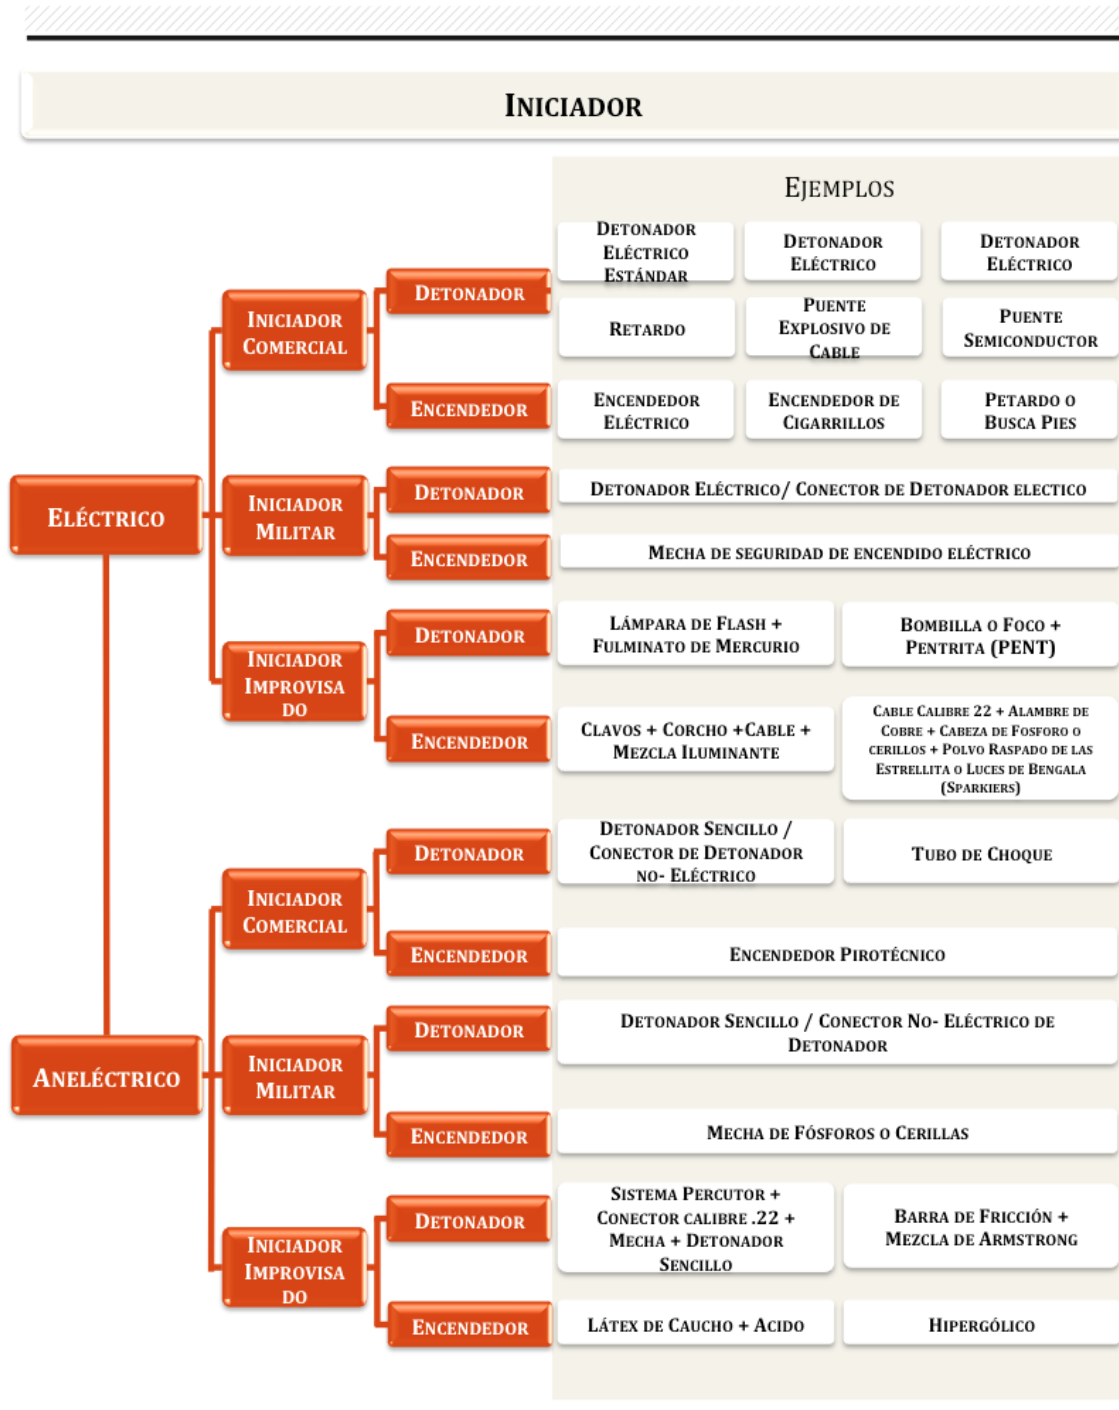 INICIADOR
EJEMPLOS
ELÉCTRICO
INICIADOR
COMERCIAL
DETONADOR
DETONADOR
ELÉCTRICO
ESTÁNDAR
DETONADOR
ELÉCTRICO
DETONADOR
ELÉCTRICO
RETARDO
PUENTE
EXPLOSIVO DE
CABLE
PUENTE
SEMICONDUCTOR
ENCENDEDOR
ENCENDEDOR
ELÉCTRICO
ENCENDEDOR DE
CIGARRILLOS
PETARDO O
BUSCA PIES
INICIADOR
MILITAR
DETONADOR
DETONADOR ELÉCTRICO/ CONECTOR DE DETONADOR ELECTICO
ENCENDEDOR
MECHA DE SEGURIDAD DE ENCENDIDO ELÉCTRICO
INICIADOR
IMPROVISA
DO
DETONADOR
LÁMPARA DE FLASH +
FULMINATO DE MERCURIO
BOMBILLA O FOCO +
PENTRITA (PENT)
ENCENDEDOR
CLAVOS + CORCHO +CABLE +
MEZCLA ILUMINANTE
CABLE CALIBRE 22 + ALAMBRE DE
COBRE + CABEZA DE FOSFORO O
CERILLOS + POLVO RASPADO DE LAS
ESTRELLITA O LUCES DE BENGALA
(SPARKIERS)
ANELÉCTRICO
INICIADOR
COMERCIAL
DETONADOR
DETONADOR SENCILLO /
CONECTOR DE DETONADOR
NO- ELÉCTRICO
TUBO DE CHOQUE
ENCENDEDOR
ENCENDEDOR PIROTÉCNICO
INICIADOR
MILITAR
DETONADOR
DETONADOR SENCILLO / CONECTOR NO- ELÉCTRICO DE
DETONADOR
ENCENDEDOR
MECHA DE FÓSFOROS O CERILLAS
INICIADOR
IMPROVISA
DO
DETONADOR
SISTEMA PERCUTOR +
CONECTOR CALIBRE .22 +
MECHA + DETONADOR
SENCILLO
BARRA DE FRICCIÓN +
MEZCLA DE ARMSTRONG
ENCENDEDOR
LÁTEX DE CAUCHO + ACIDO
HIPERGÓLICO